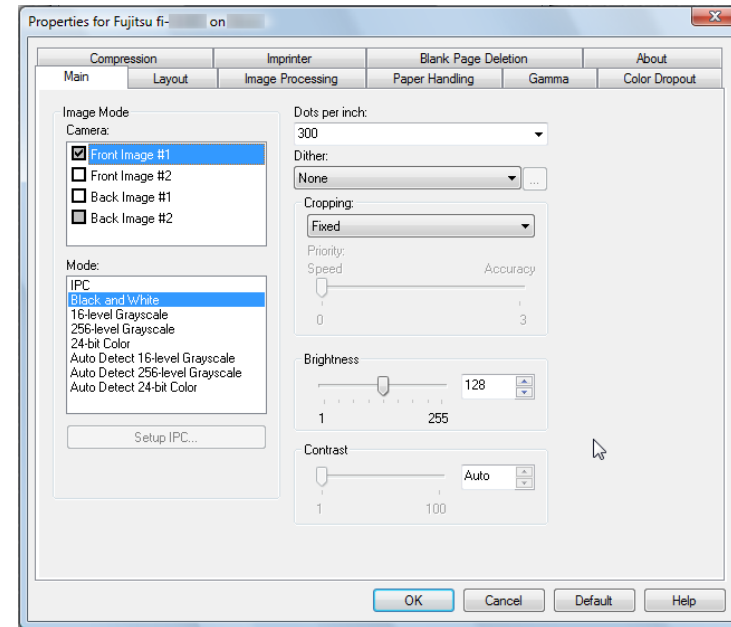 Properties for Fujitsu fi- on
Compression Imprinter Blank Page Deletion About
Main Layout Image Processing Paper Handling Gamma Color Dropout
Image Mode
Camera:
Front Image #1
Front Image #2
Back Image #1
Back Image #2
Mode:
IPC
Black and White
16-level Grayscale
256-level Grayscale
24-bit Color
Auto Detect 16-level Grayscale
Auto Detect 256-level Grayscale
Auto Detect 24-bit Color
Setup IPC...
Dots per inch:
300
Dither:
None
...
Cropping:
Fixed
Priority:
Speed Accuracy
0 3
Brightness
128
1 255
Contrast
Auto
1 100
OK Cancel Default Help